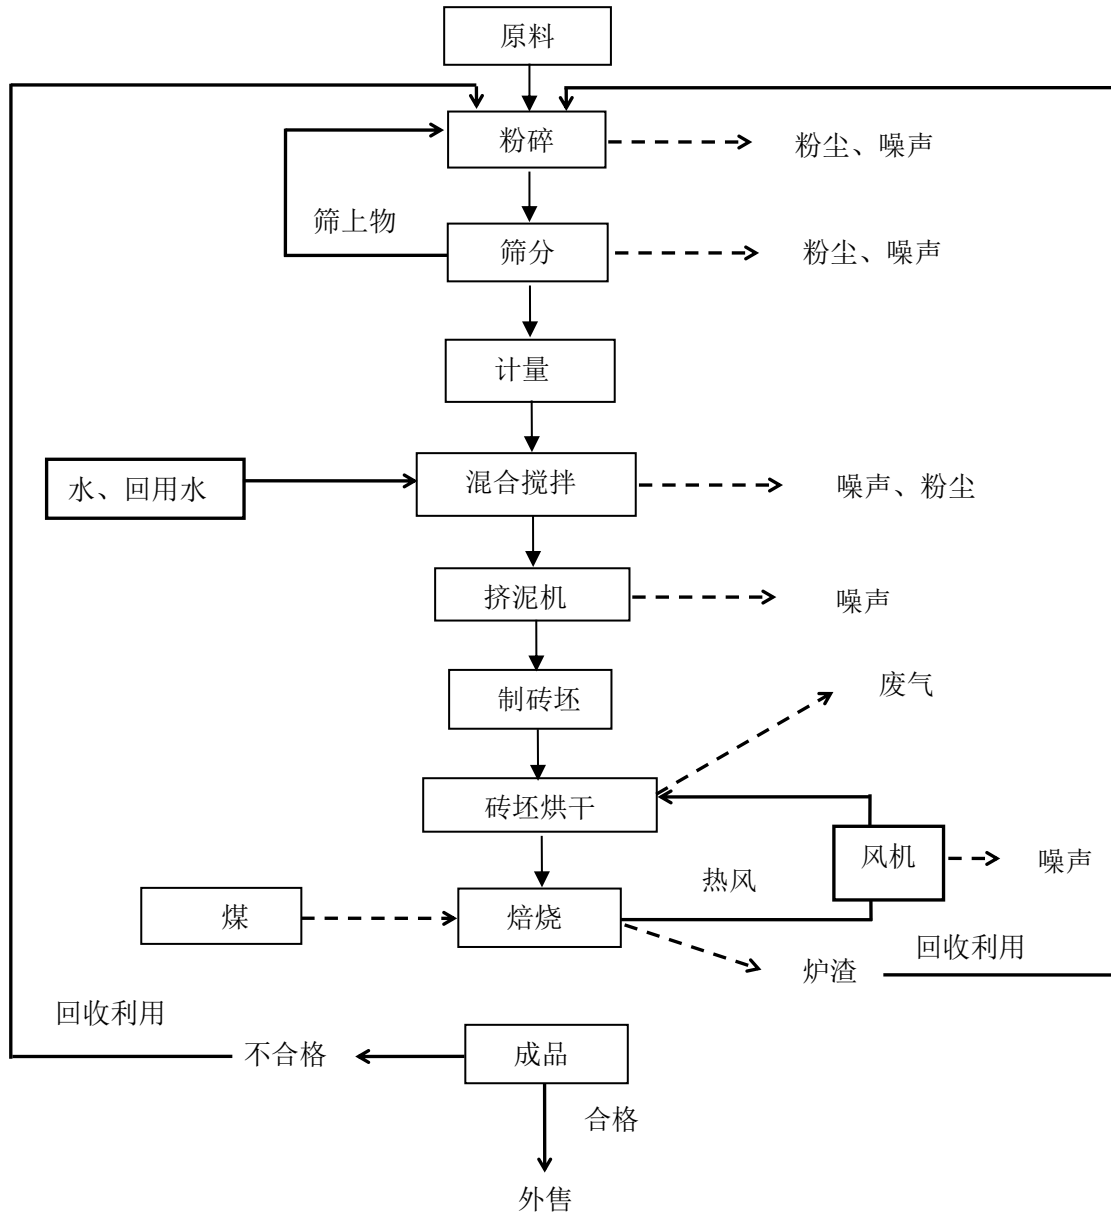 原料
粉碎
粉尘、噪声
筛上物
筛分
粉尘、噪声
计量
水、回用水
混合搅拌
噪声、粉尘
挤泥机
噪声
制砖坯
废气
砖坯烘干
风机
噪声
热风
煤
焙烧
炉渣
回收利用
回收利用
不合格
成品
合格
外售